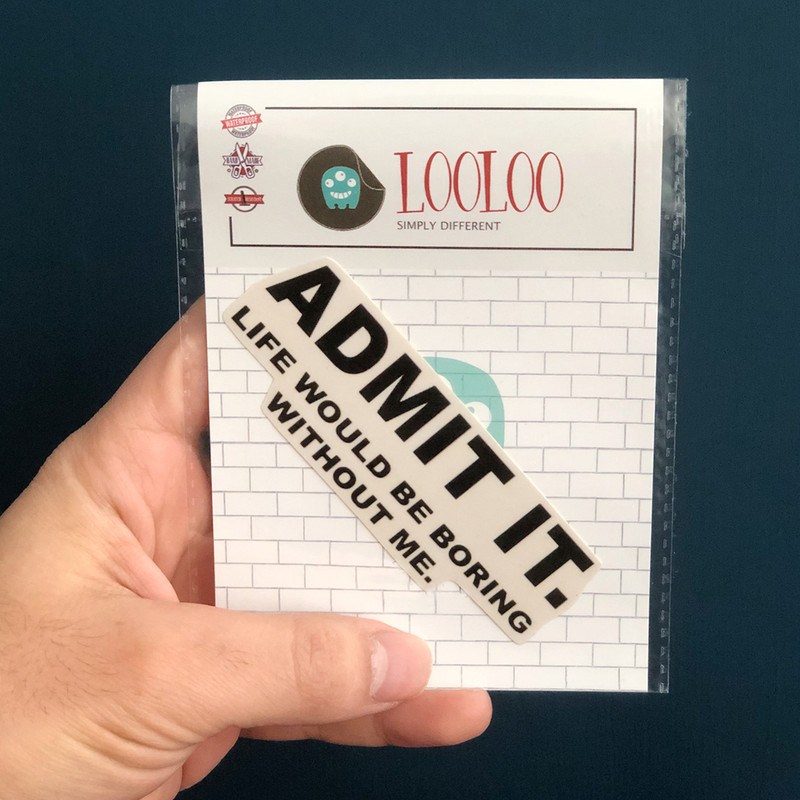 WATERPROOF
LOOLOO
SIMPLY DIFFERENT
ADMIT IT.
LIFE WOULD BE BORING
WITHOUT ME.